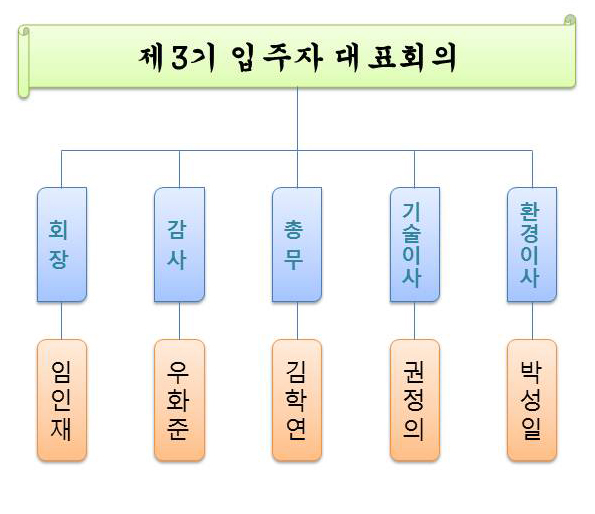 제3기 입주자 대표회의
회장
감사
총무
기술이사
환경이사
임인재
우화준
김학연
권정의
박성일